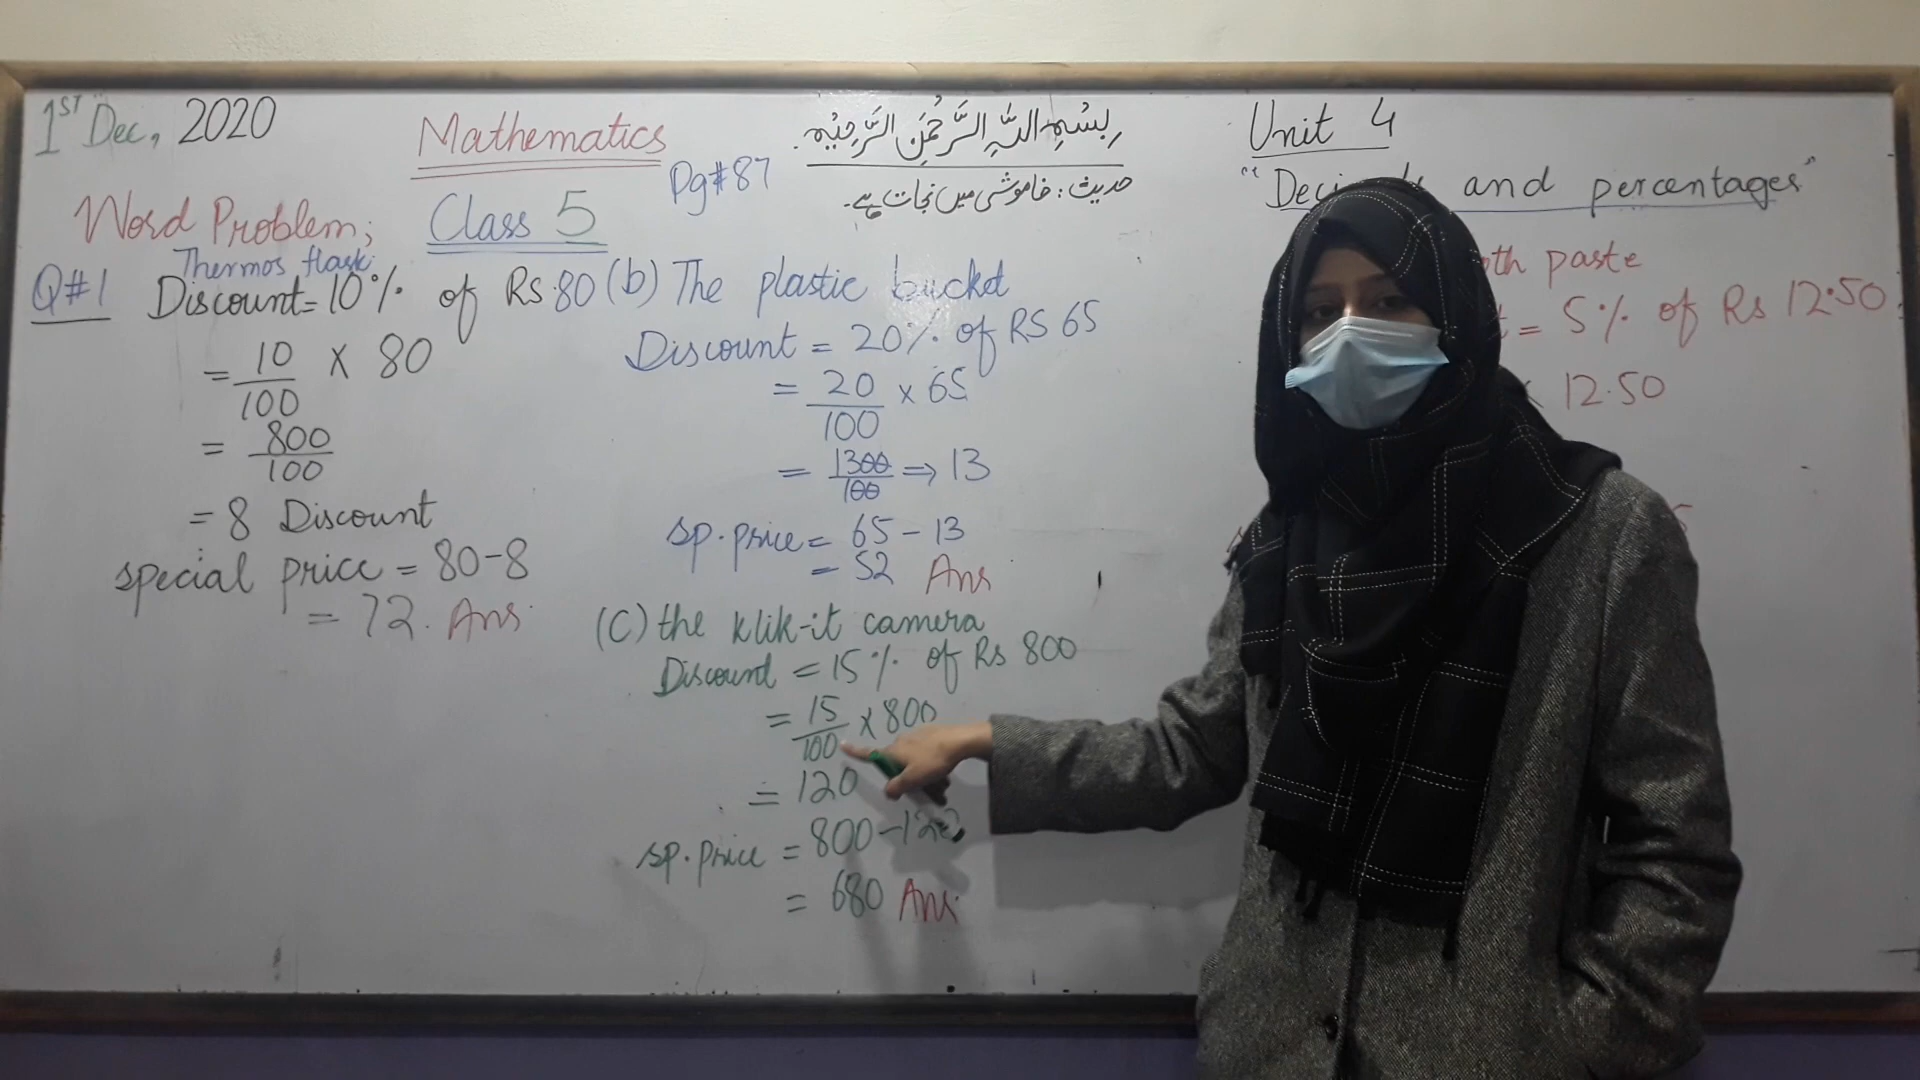 1ST Dec, 2020
Mathematics
Class 5
Pg#87
بِسْمِ اللہِ الرَّحْمٰنِ الرَّحِیْمِ
حدیث: خاموشی میں نجات ہے۔
Unit 4
" and percentages"
Word Problem;
Thermos flask:
Q#1 Discount=10% of RS 80
= 10/100 X 80
= 800/100
= 8 Discount
special price = 80-8
= 72. Ans
(b) The plastic bucket
Discount = 20% of RS 65
= 20/100 x 65
= 1300/100 => 13
sp. price = 65-13
= 52 Ans
(C) the klik-it camera
Discount = 15% of Rs 800
= 15/100 x 800
= 120
sp. price = 800-120
= 680 Ans
paste
= 5% of Rs 12.50
12.50